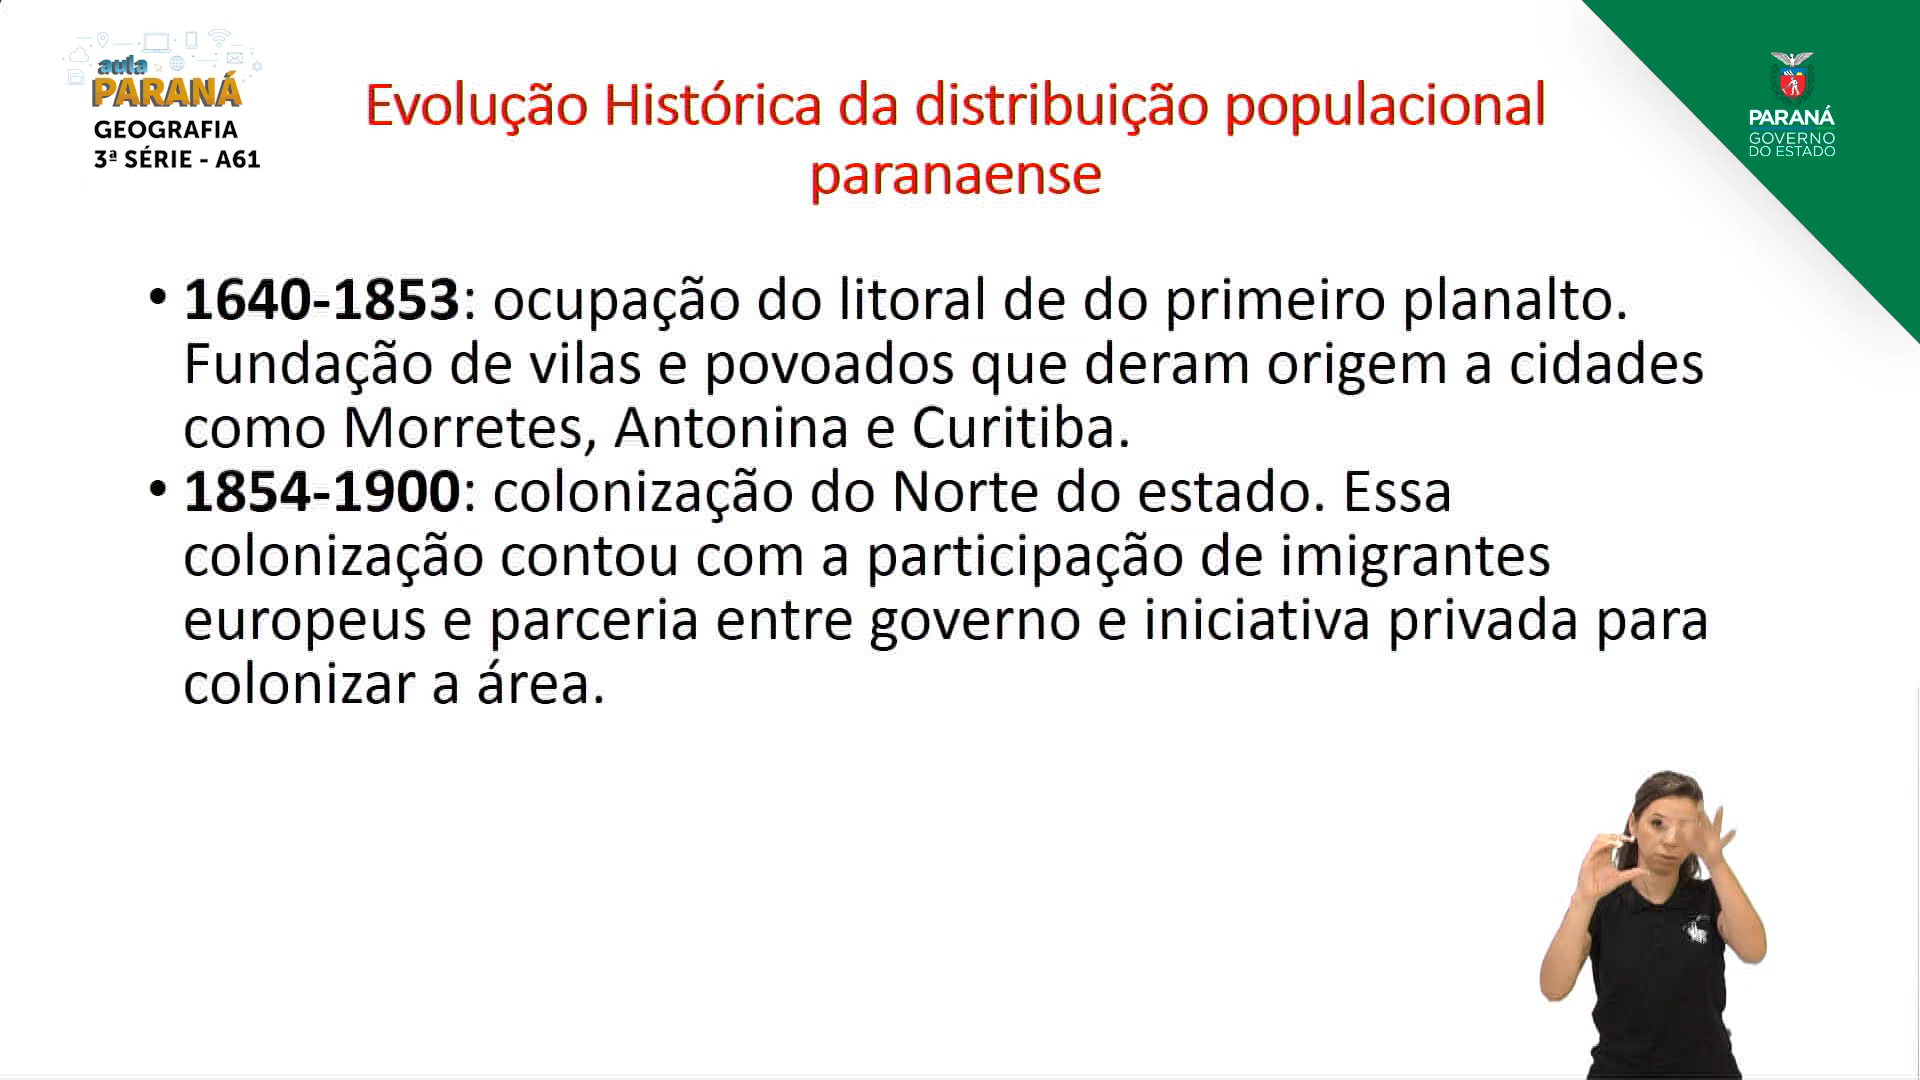 aula
PARANÁ
GEOGRAFIA
3ª SÉRIE - A61
Evolução Histórica da distribuição populacional
paranaense
PARANÁ
GOVERNO
DO ESTADO
• 1640-1853: ocupação do litoral de do primeiro planalto.
Fundação de vilas e povoados que deram origem a cidades
como Morretes, Antonina e Curitiba.
• 1854-1900: colonização do Norte do estado. Essa
colonização contou com a participação de imigrantes
europeus e parceria entre governo e iniciativa privada para
colonizar a área.